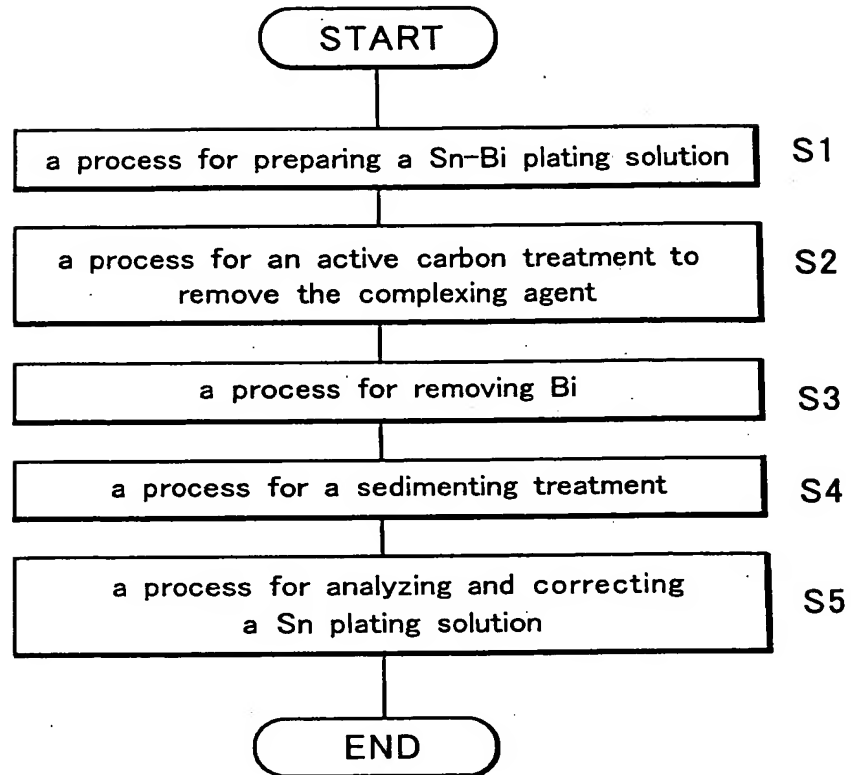 START
a process for preparing a Sn-Bi plating solution S1
a process for an active carbon treatment to S2
remove the complexing agent
a process for removing Bi S3
a process for a sedimenting treatment S4
a process for analyzing and correcting S5
a Sn plating solution
END